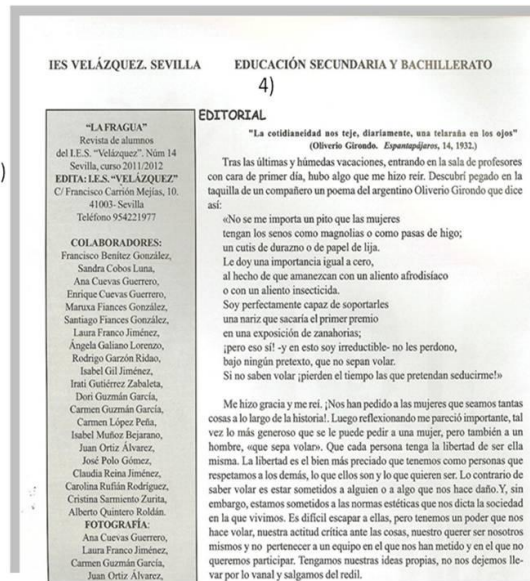 IES VELÁZQUEZ. SEVILLA EDUCACIÓN SECUNDARIA Y BACHILLERATO
4)
)
"LA FRAGUA"
Revista de alumnos
del I.E.S. "Velázquez". Núm 14
Sevilla, curso 2011/2012
EDITA: I.E.S. "VELÁZQUEZ"
C/ Francisco Carrión Mejías, 10.
41003- Sevilla
Teléfono 954221977
COLABORADORES:
Francisco Benítez González,
Sandra Cobos Luna,
Ana Cuevas Guerrero,
Enrique Cuevas Guerrero,
Maruxa Fiances González,
Santiago Fiances González,
Laura Franco Jiménez,
Ángela Galiano Lorenzo,
Rodrigo Garzón Ridao,
Isabel Gil Jiménez,
Irati Gutiérrez Zabaleta,
Dori Guzmán García,
Carmen Guzmán García,
Carmen López Peña,
Isabel Muñoz Bejarano,
Juan Ortiz Álvarez,
José Polo Gómez,
Claudia Reina Jiménez,
Carolina Rufián Rodríguez,
Cristina Sarmiento Zurita,
Alberto Quintero Roldán.
FOTOGRAFÍA:
Ana Cuevas Guerrero,
Laura Franco Jiménez,
Carmen Guzmán García,
Juan Ortiz Álvarez,
EDITORIAL
"La cotidianeidad nos teje, diariamente, una telaraña en los ojos"
(Oliverio Girondo. Espantapájaros, 14, 1932.)
Tras las últimas y húmedas vacaciones, entrando en la sala de profesores
con cara de primer día, hubo algo que me hizo reír. Descubrí pegado en la
taquilla de un compañero un poema del argentino Oliverio Girondo que dice
así:
«No se me importa un pito que las mujeres
tengan los senos como magnolias o como pasas de higo;
un cutis de durazno o de papel de lija.
Le doy una importancia igual a cero,
al hecho de que amanezcan con un aliento afrodisíaco
o con un aliento insecticida.
Soy perfectamente capaz de soportarles
una nariz que sacaría el primer premio
en una exposición de zanahorias;
¡pero eso sí! -y en esto soy irreductible- no les perdono,
bajo ningún pretexto, que no sepan volar.
Si no saben volar ¡pierden el tiempo las que pretendan seducirme!»
Me hizo gracia y me reí. ¡Nos han pedido a las mujeres que seamos tantas
cosas a lo largo de la historia!. Luego reflexionando me pareció importante, tal
vez lo más generoso que se le puede pedir a una mujer, pero también a un
hombre, «que sepa volar». Que cada persona tenga la libertad de ser ella
misma. La libertad es el bien más preciado que tenemos como personas que
respetamos a los demás, lo que ellos son y lo que quieren ser. Lo contrario de
saber volar es estar sometidos a alguien o a algo que nos hace daño.Y, sin
embargo, estamos sometidos a las normas estéticas que nos dicta la sociedad
en la que vivimos. Es difícil escapar a ellas, pero tenemos un poder que nos
hace volar, nuestra actitud crítica ante las cosas, nuestro querer ser nosotros
mismos y no pertenecer a un equipo en el que nos han metido y en el que no
queremos participar. Tengamos nuestras ideas propias, no nos dejemos lle-
var por lo vanal y salgamos del redil.